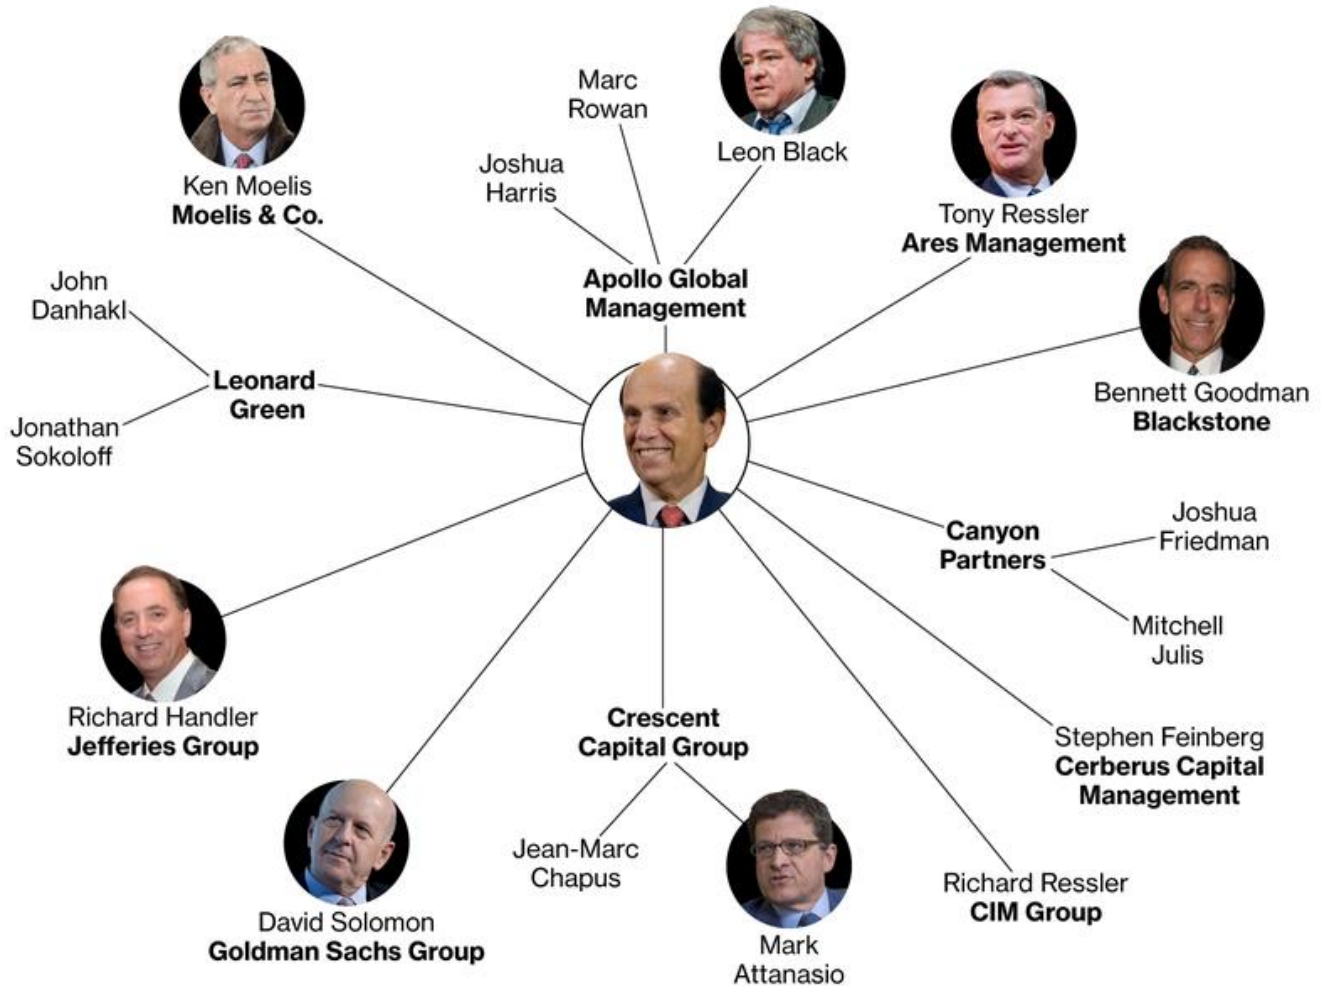 Marc
Rowan
Leon Black
Joshua
Harris
Ken Moelis
Moelis & Co.
Tony Ressler
Ares Management
Apollo Global
Management
John
Danhakl
Leonard
Green
Jonathan
Sokoloff
Bennett Goodman
Blackstone
Canyon
Partners
Joshua
Friedman
Mitchell
Julis
Richard Handler
Jefferies Group
Crescent
Capital Group
Stephen Feinberg
Cerberus Capital
Management
Jean-Marc
Chapus
Richard Ressler
CIM Group
David Solomon
Goldman Sachs Group
Mark
Attanasio